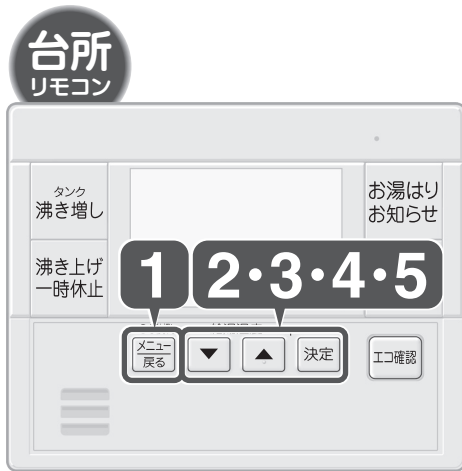 台所
リモコン
タンク
沸き増し
お湯はり
お知らせ
沸き上げ
一時休止
1
2・3・4・5
メニュー
戻る
▼
▲
決定
エコ確認